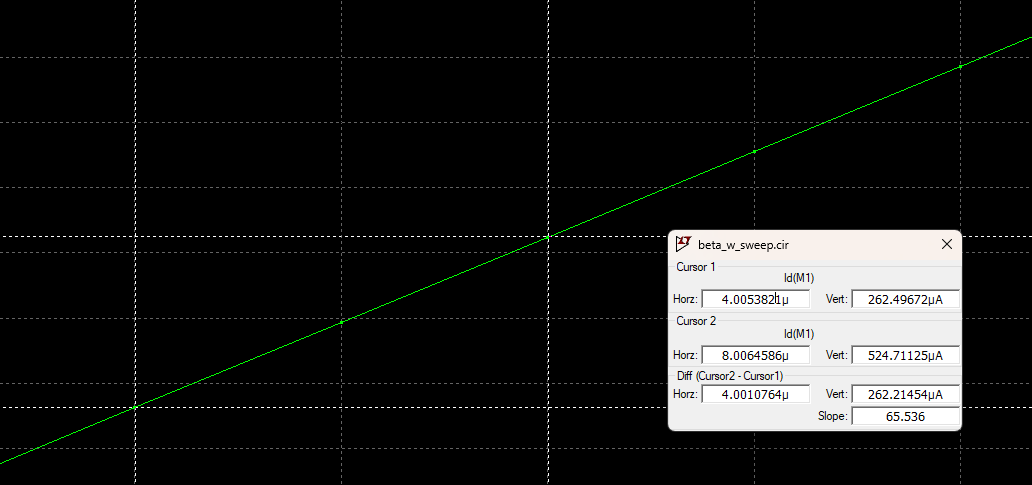 beta_w_sweep.cir
Cursor 1
Id(M1)
Horz: 4.0053821µ Vert: 262.49672µA
Cursor 2
Id(M1)
Horz: 8.0064586µ Vert: 524.71125µA
Diff (Cursor2 - Cursor1)
Horz: 4.0010764µ Vert: 262.21454µA
Slope: 65.536